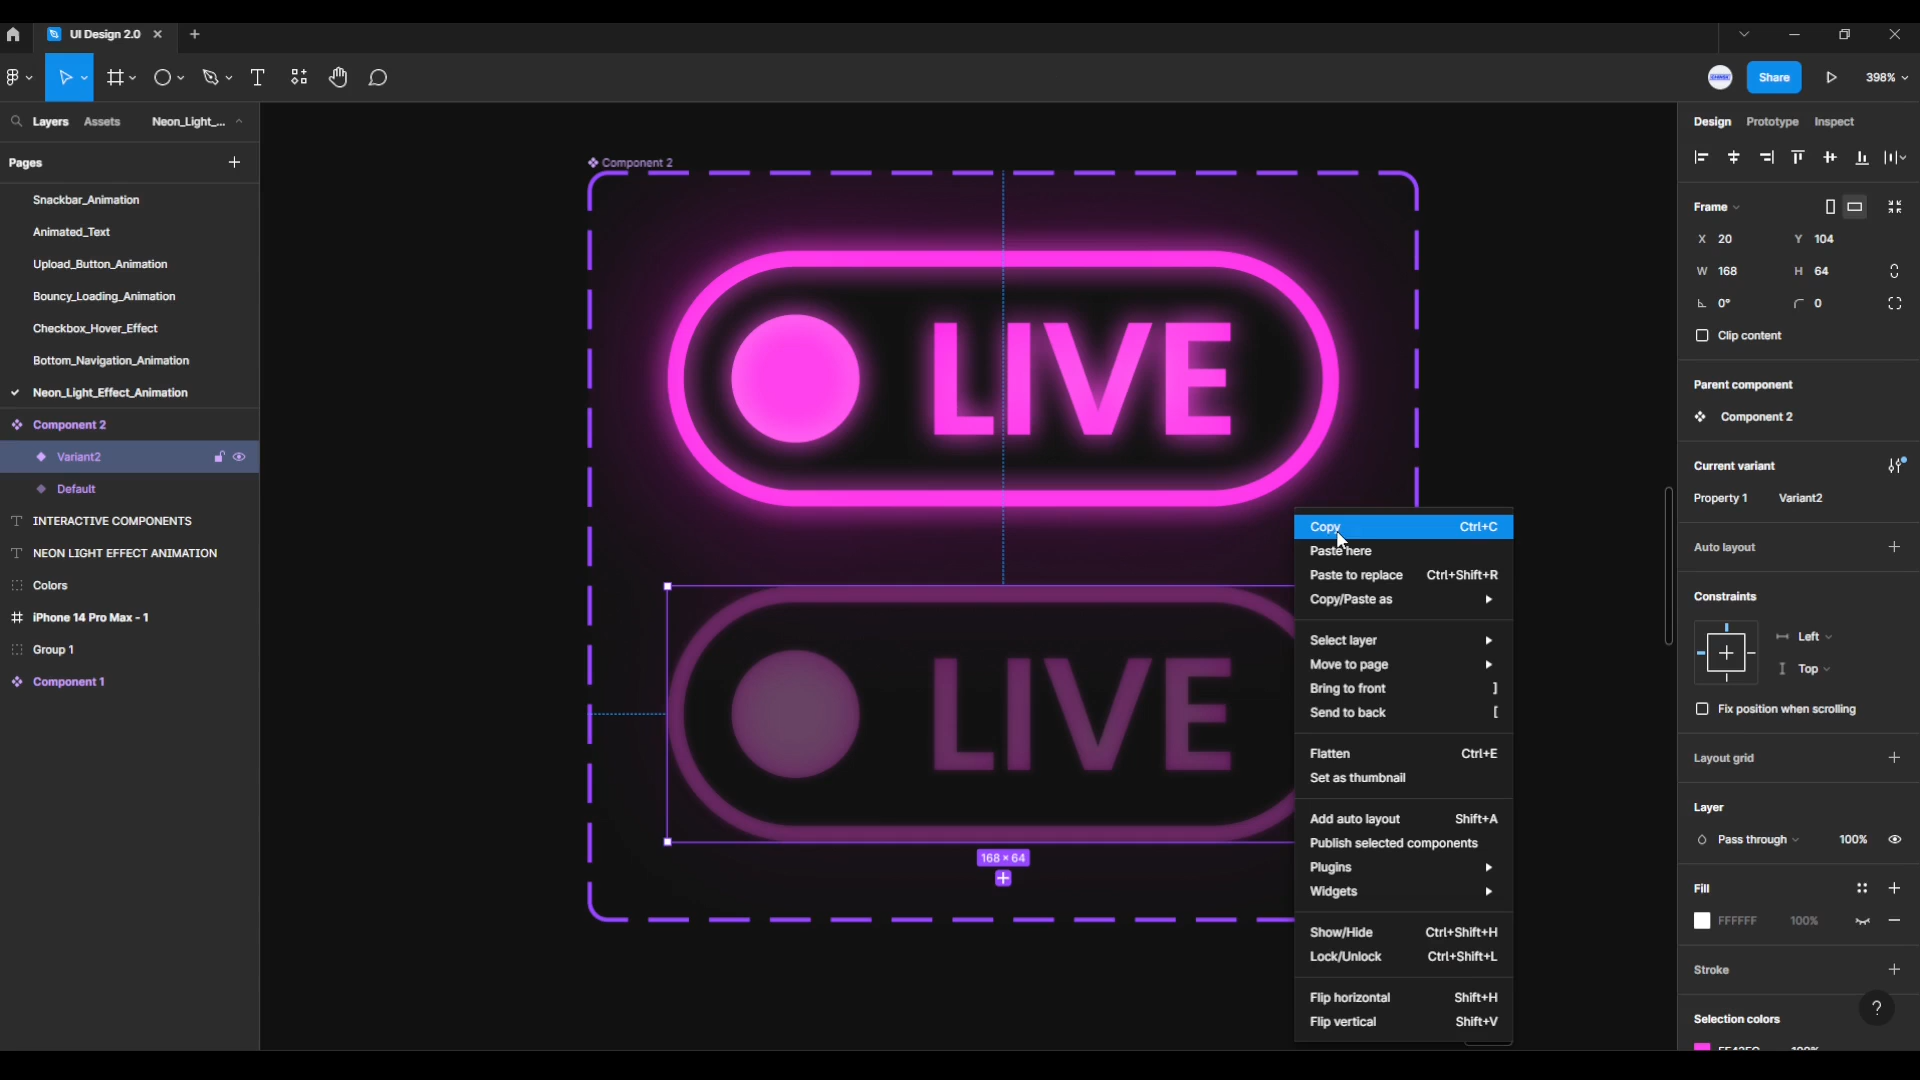 UI Design 2.0
Share
398%
Layers Assets Neon_Light_...
Pages
Snackbar_Animation
Animated_Text
Upload_Button_Animation
Bouncy_Loading_Animation
Checkbox_Hover_Effect
Bottom_Navigation_Animation
Neon_Light_Effect_Animation
Component 2
Variant2
Default
INTERACTIVE COMPONENTS
NEON LIGHT EFFECT ANIMATION
Colors
iPhone 14 Pro Max - 1
Group 1
Component 1
Component 2
LIVE
LIVE
168 × 64
Copy Ctrl+C
Paste here
Paste to replace Ctrl+Shift+R
Copy/Paste as
Select layer
Move to page
Bring to front ]
Send to back [
Flatten Ctrl+E
Set as thumbnail
Add auto layout Shift+A
Publish selected components
Plugins
Widgets
Show/Hide Ctrl+Shift+H
Lock/Unlock Ctrl+Shift+L
Flip horizontal Shift+H
Flip vertical Shift+V
Design Prototype Inspect
Frame
X 20 Y 104
W 168 H 64
0° 0
Clip content
Parent component
Component 2
Current variant
Property 1 Variant2
Auto layout
Constraints
Left
Top
Fix position when scrolling
Layout grid
Layer
Pass through 100%
Fill
FFFFFF 100%
Stroke
?
Selection colors